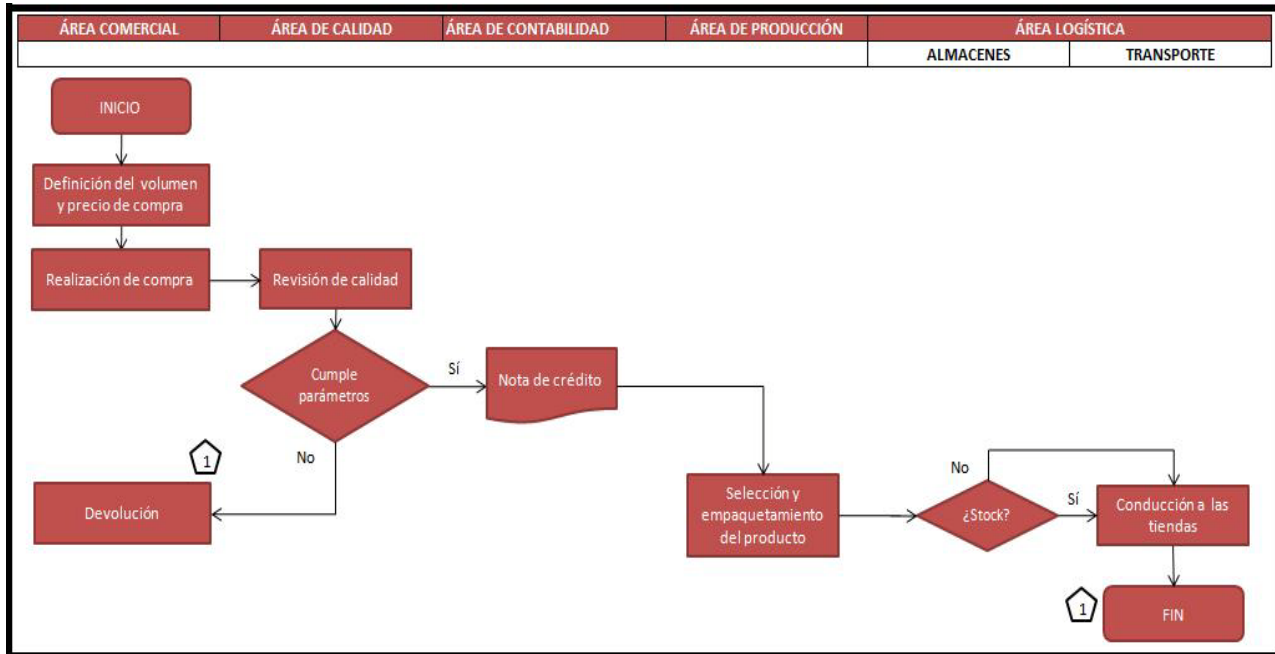 ÁREA COMERCIAL
ÁREA DE CALIDAD
ÁREA DE CONTABILIDAD
ÁREA DE PRODUCCIÓN
ÁREA LOGÍSTICA
ALMACENES
TRANSPORTE
INICIO
Definición del volumen
y precio de compra
Realización de compra
Revisión de calidad
Cumple
parámetros
Sí
Nota de crédito
No
1
Devolución
Selección y
empaquetamiento
del producto
No
¿Stock?
Sí
Conducción a las
tiendas
1
FIN